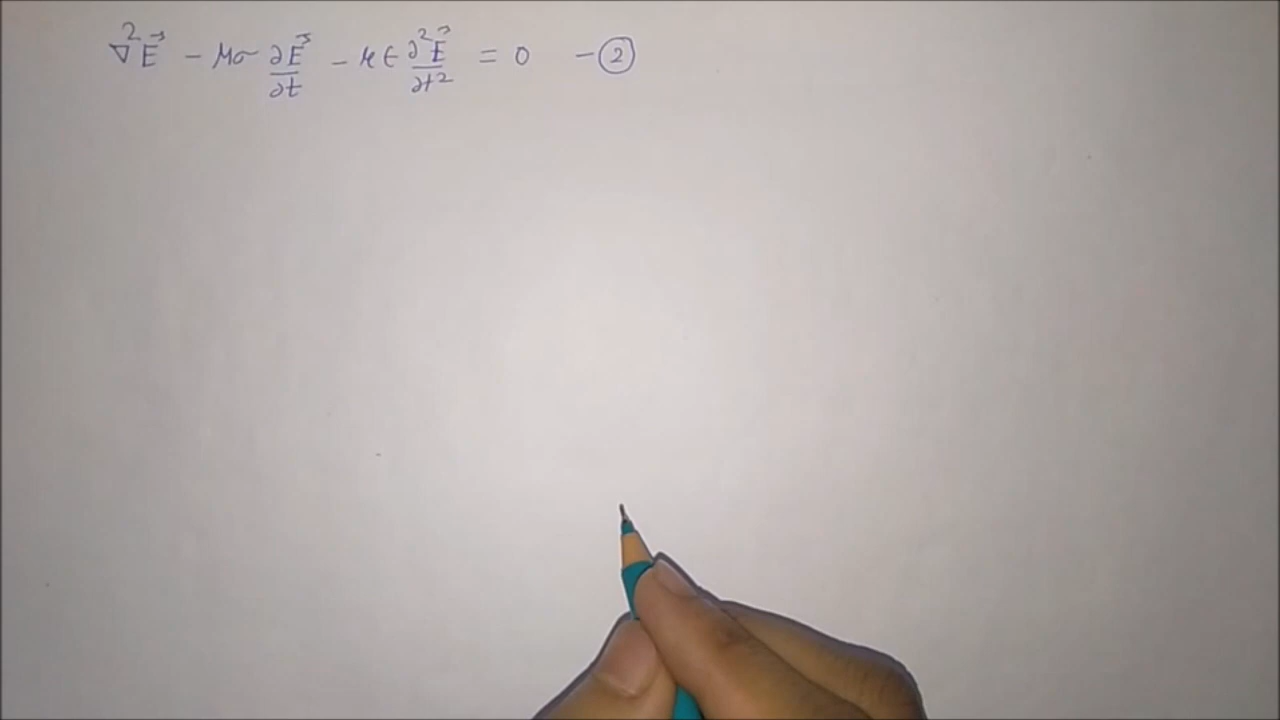 ∇²E⃗ - μσ ∂E⃗/∂t - μϵ ∂²E⃗/∂t² = 0 -②